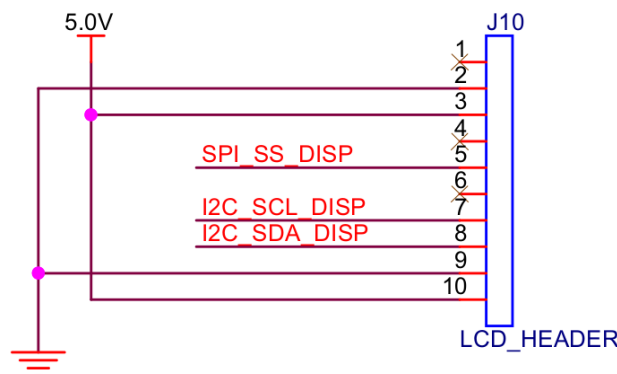 5.0V
J10
1
2
3
4
SPI_SS_DISP
5
6
I2C_SCL_DISP
7
I2C_SDA_DISP
8
9
10
LCD_HEADER